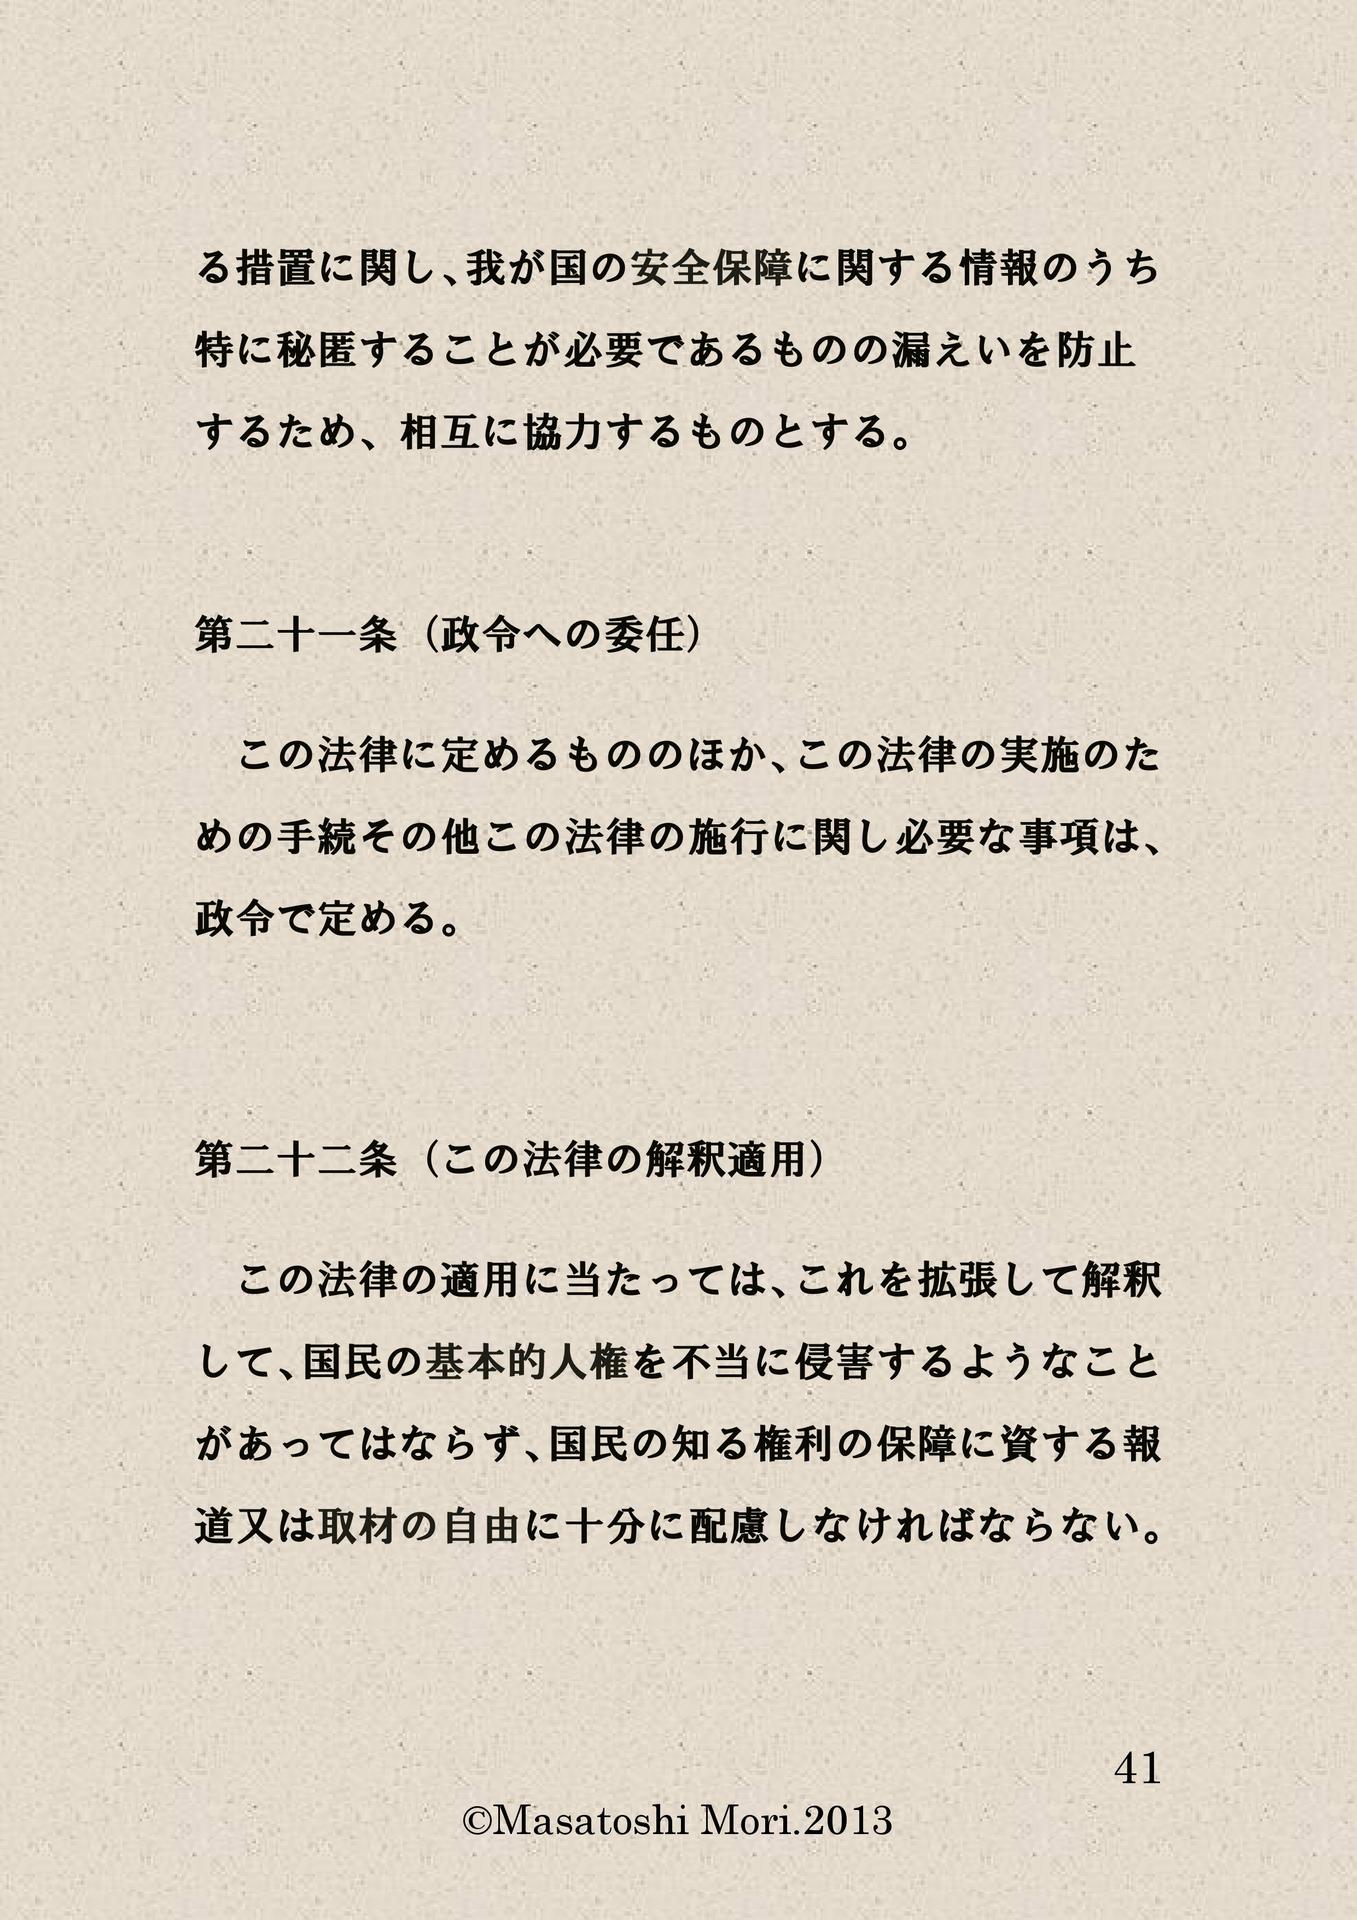 る措置に関し、我が国の安全保障に関する情報のうち
特に秘匿することが必要であるものの漏えいを防止
するため、相互に協力するものとする。
第二十一条（政令への委任）
　この法律に定めるもののほか、この法律の実施のた
めの手続その他この法律の施行に関し必要な事項は、
政令で定める。
第二十二条（この法律の解釈適用）
　この法律の適用に当たっては、これを拡張して解釈
して、国民の基本的人権を不当に侵害するようなこと
があってはならず、国民の知る権利の保障に資する報
道又は取材の自由に十分に配慮しなければならない。
41
©Masatoshi Mori.2013